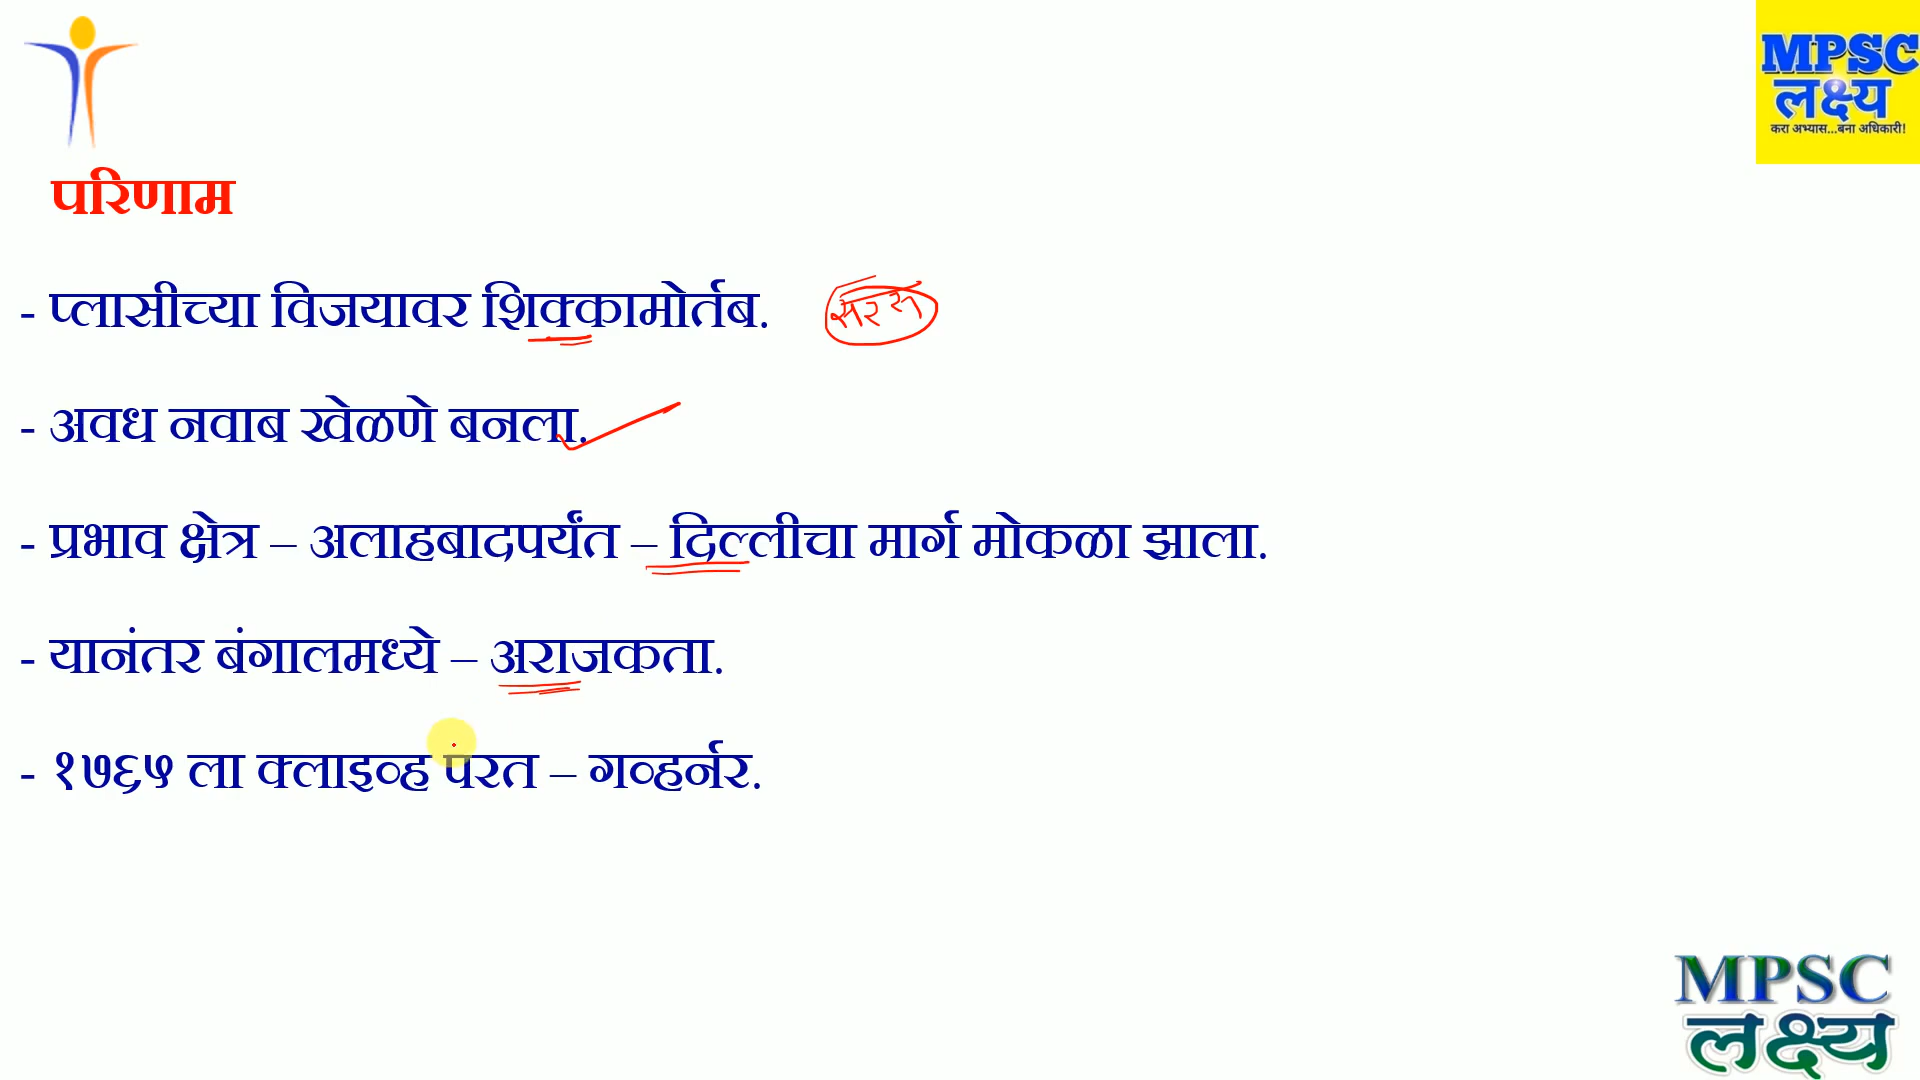 MPSC
लक्ष्य
करा अभ्यास...बना अधिकारी!
परिणाम
- प्लासीच्या विजयावर शिक्कामोर्तब. सरस
- अवध नवाब खेळणे बनला.
- प्रभाव क्षेत्र – अलाहबादपर्यंत – दिल्लीचा मार्ग मोकळा झाला.
- यानंतर बंगालमध्ये – अराजकता.
- १७६५ ला क्लाइव्ह परत – गव्हर्नर.
MPSC
लक्ष्य